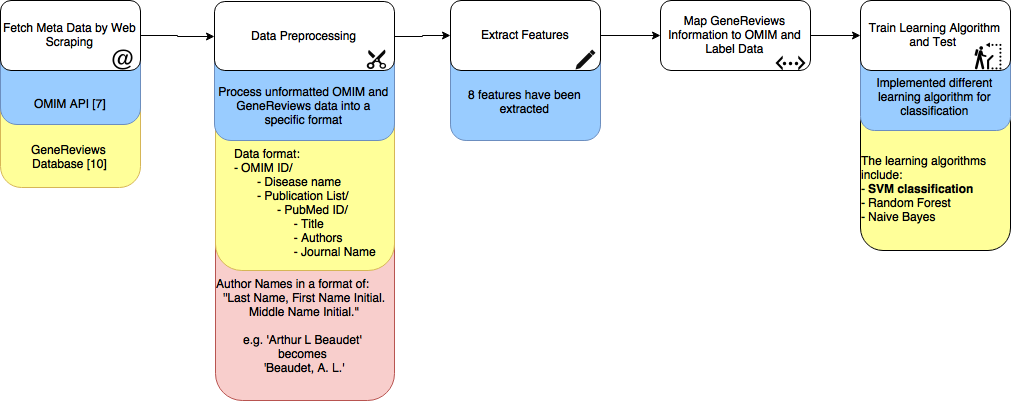 Fetch Meta Data by Web
Scraping
@
OMIM API [7]
GeneReviews
Database [10]
Data Preprocessing
Process unformatted OMIM and
GeneReviews data into a
specific format
Data format:
- OMIM ID/
- Disease name
- Publication List/
- PubMed ID/
- Title
- Authors
- Journal Name
Author Names in a format of:
"Last Name, First Name Initial.
Middle Name Initial."
e.g. 'Arthur L Beaudet'
becomes
'Beaudet, A. L.'
Extract Features
8 features have been
extracted
Map GeneReviews
Information to OMIM and
Label Data
Train Learning Algorithm
and Test
Implemented different
learning algorithm for
classification
The learning algorithms
include:
- SVM classification
- Random Forest
- Naive Bayes